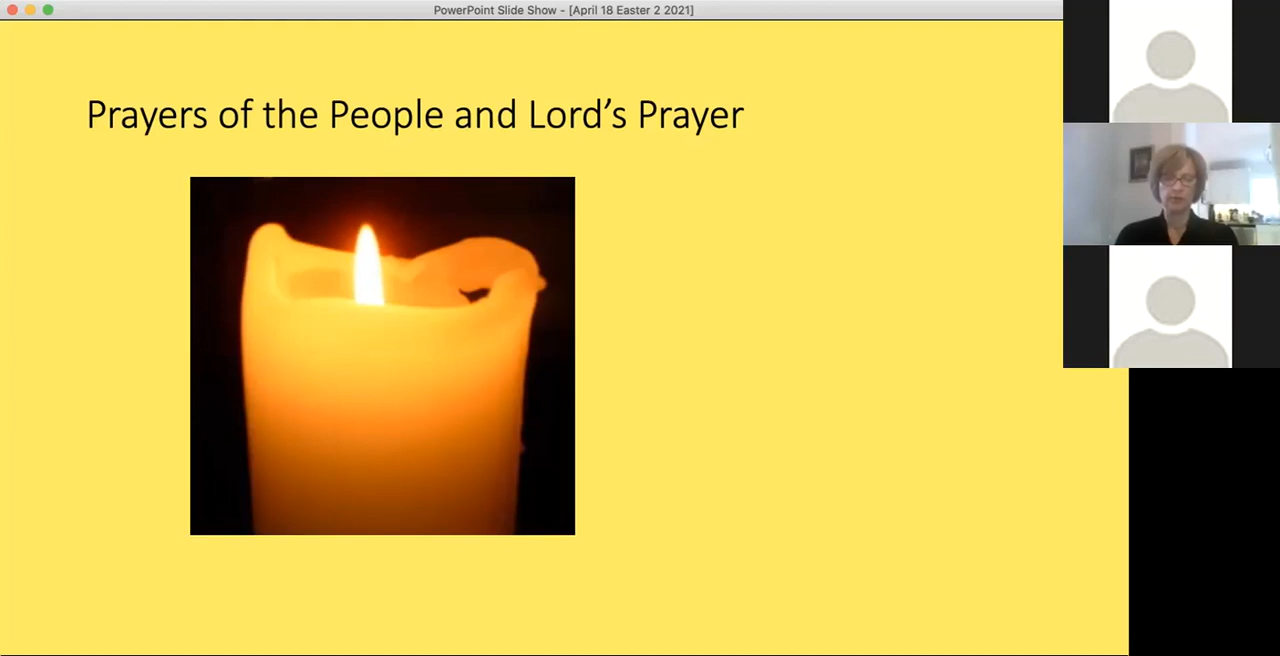 PowerPoint Slide Show - [April 18 Easter 2 2021]
Prayers of the People and Lord’s Prayer